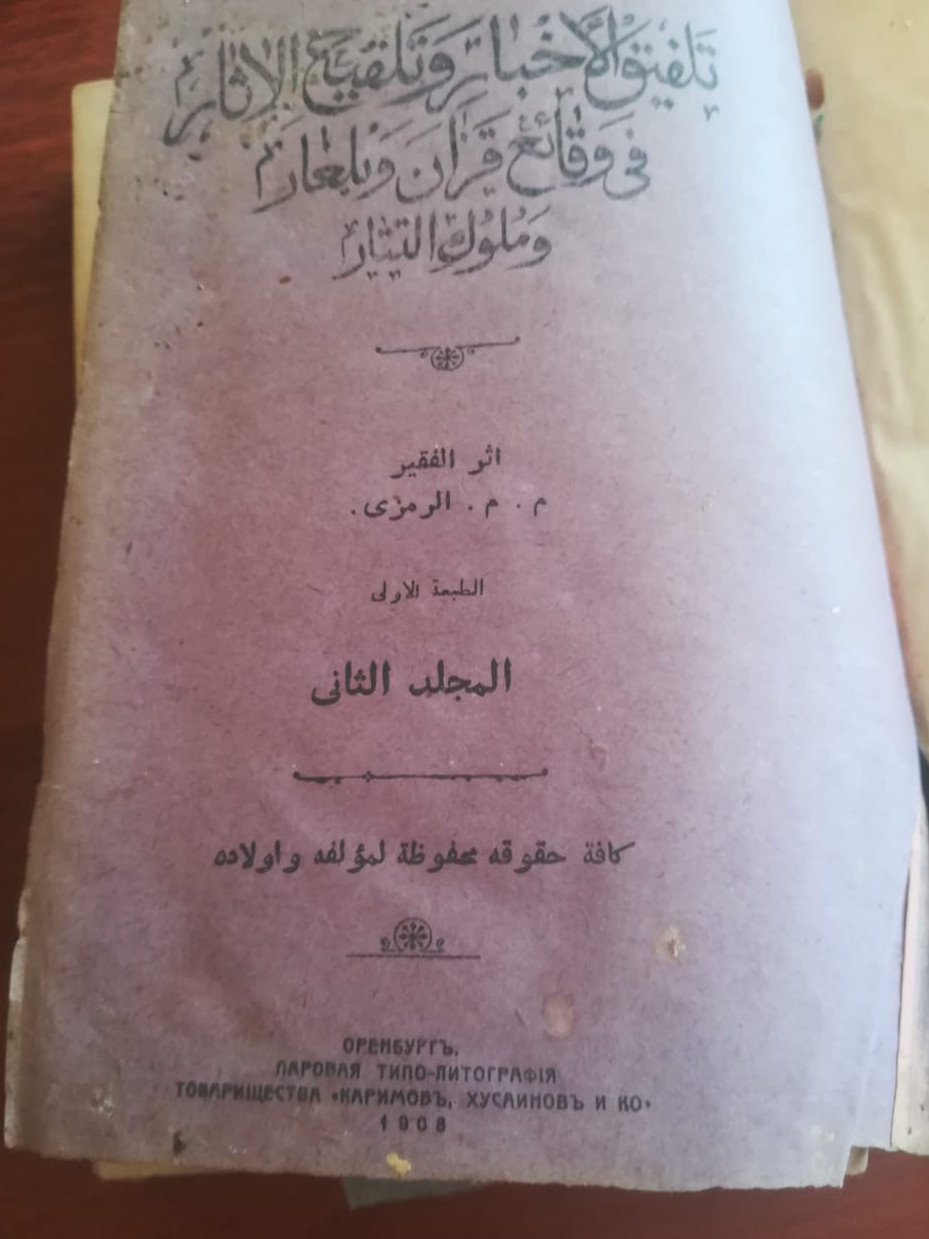 تلفيق الأخبار وتلقيح الآثار
فى وقائع قزان وبلغار
وملوك التتار
اثر الفقير
م . م . الرمزى .
الطبعة الاولى
المجلد الثانى
كافة حقوقه محفوظة لمؤلفه واولاده
ОРЕНБУРГЪ.
ПАРОВАЯ ТИПО-ЛИТОГРАФІЯ
ТОВАРИЩЕСТВА «КАРИМОВЪ, ХУСАИНОВЪ И КО»
1908